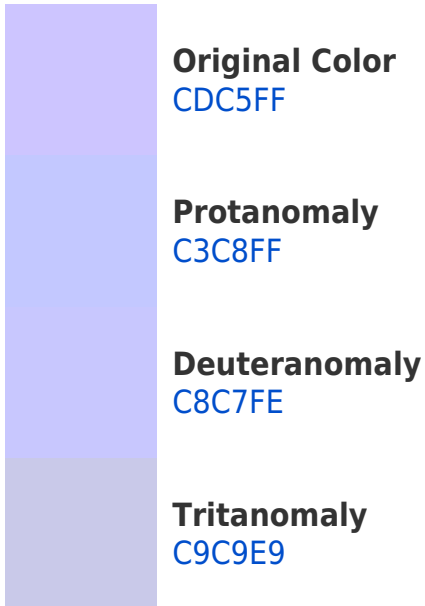 Original Color
CDC5FF
Protanomaly
C3C8FF
Deuteranomaly
C8C7FE
Tritanomaly
C9C9E9